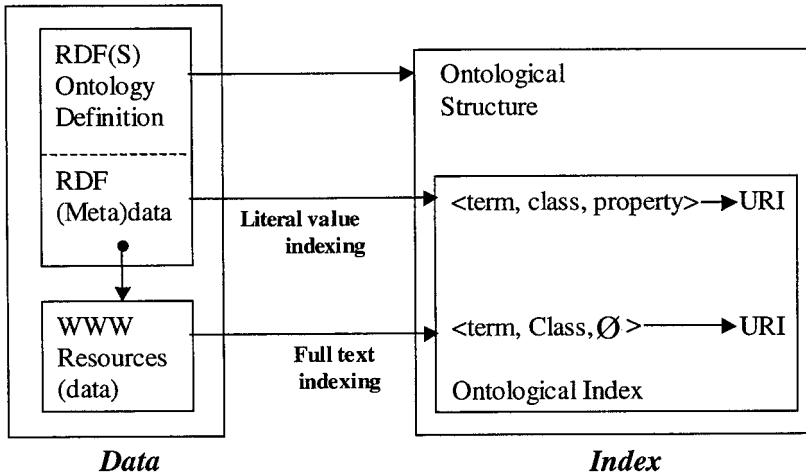 RDF(S)
Ontology
Definition
RDF
(Meta)data
WWW
Resources
(data)
Data
Literal value
indexing
Full text
indexing
Ontological
Structure
<term, class, property> URI
<term, Class, Ø > URI
Ontological Index
Index